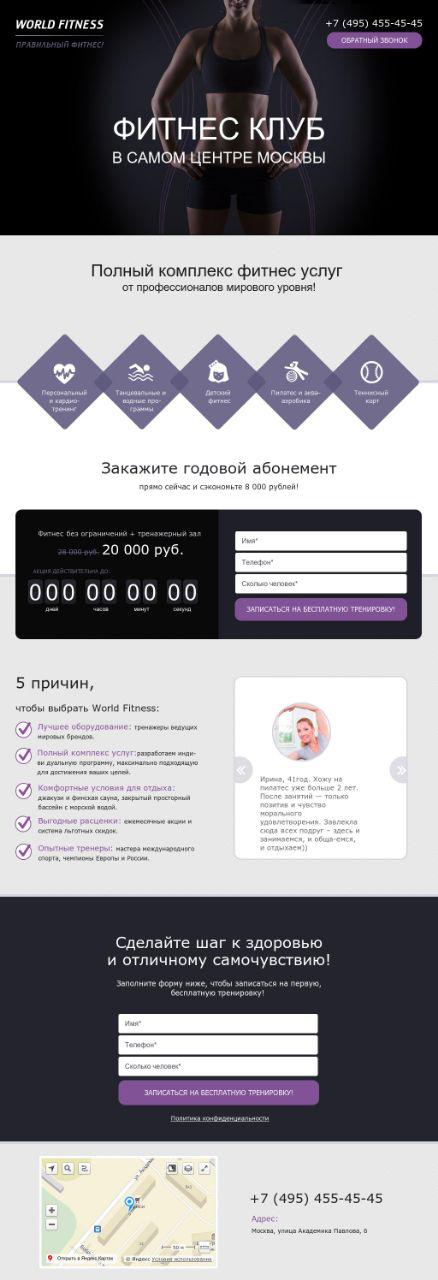 WORLD FITNESS
ПРАВИЛЬНЫЙ ФИТНЕС!
+7 (495) 455-45-45
ОБРАТНЫЙ ЗВОНОК
ФИТНЕС КЛУБ
В САМОМ ЦЕНТРЕ МОСКВЫ
Полный комплекс фитнес услуг
от профессионалов мирового уровня!
Персональный
и кардио-
тренинг
Танцевальные и
водные про-
граммы
Детский
фитнес
Пилатес и аква-
аэробика
Теннисный
корт
Закажите годовой абонемент
прямо сейчас и сэкономьте 8 000 рублей!
Фитнес без ограничений + тренажерный зал
28 000 руб. 20 000 руб.
АКЦИЯ ДЕЙСТВИТЕЛЬНА ДО:
000 00 00 00
дней часов минут секунд
Имя*
Телефон*
Сколько человек*
ЗАПИСАТЬСЯ НА БЕСПЛАТНУЮ ТРЕНИРОВКУ!
5 причин,
чтобы выбрать World Fitness:
Лучшее оборудование: тренажеры ведущих
мировых брендов.
Полный комплекс услуг:разработаем инди-
ви дуальную программу, максимально подходящую
для достижения ваших целей.
Комфортные условия для отдыха:
джакузи и финская сауна, закрытый просторный
бассейн с морской водой.
Выгодные расценки: ежемесячные акции и
система льготных скидок.
Опытные тренеры: мастера международного
спорта, чемпионы Европы и России.
«
»
Ирина, 41год. Хожу на
пилатес уже больше 2 лет.
После занятий — только
позитив и чувство
морального
удовлетворения. Завлекла
сюда всех подруг – здесь и
занимаемся, и обща-емся,
и отдыхаем))
Сделайте шаг к здоровью
и отличному самочувствию!
Заполните форму ниже, чтобы записаться на первую,
бесплатную тренировку!
Имя*
Телефон*
Сколько человек*
ЗАПИСАТЬСЯ НА БЕСПЛАТНУЮ ТРЕНИРОВКУ!
Политика конфиденциальности
Открыть в Яндекс.Картах
© Яндекс Условия использования
50 м
+7 (495) 455-45-45
Адрес:
Москва, улица Академика Павлова, 6